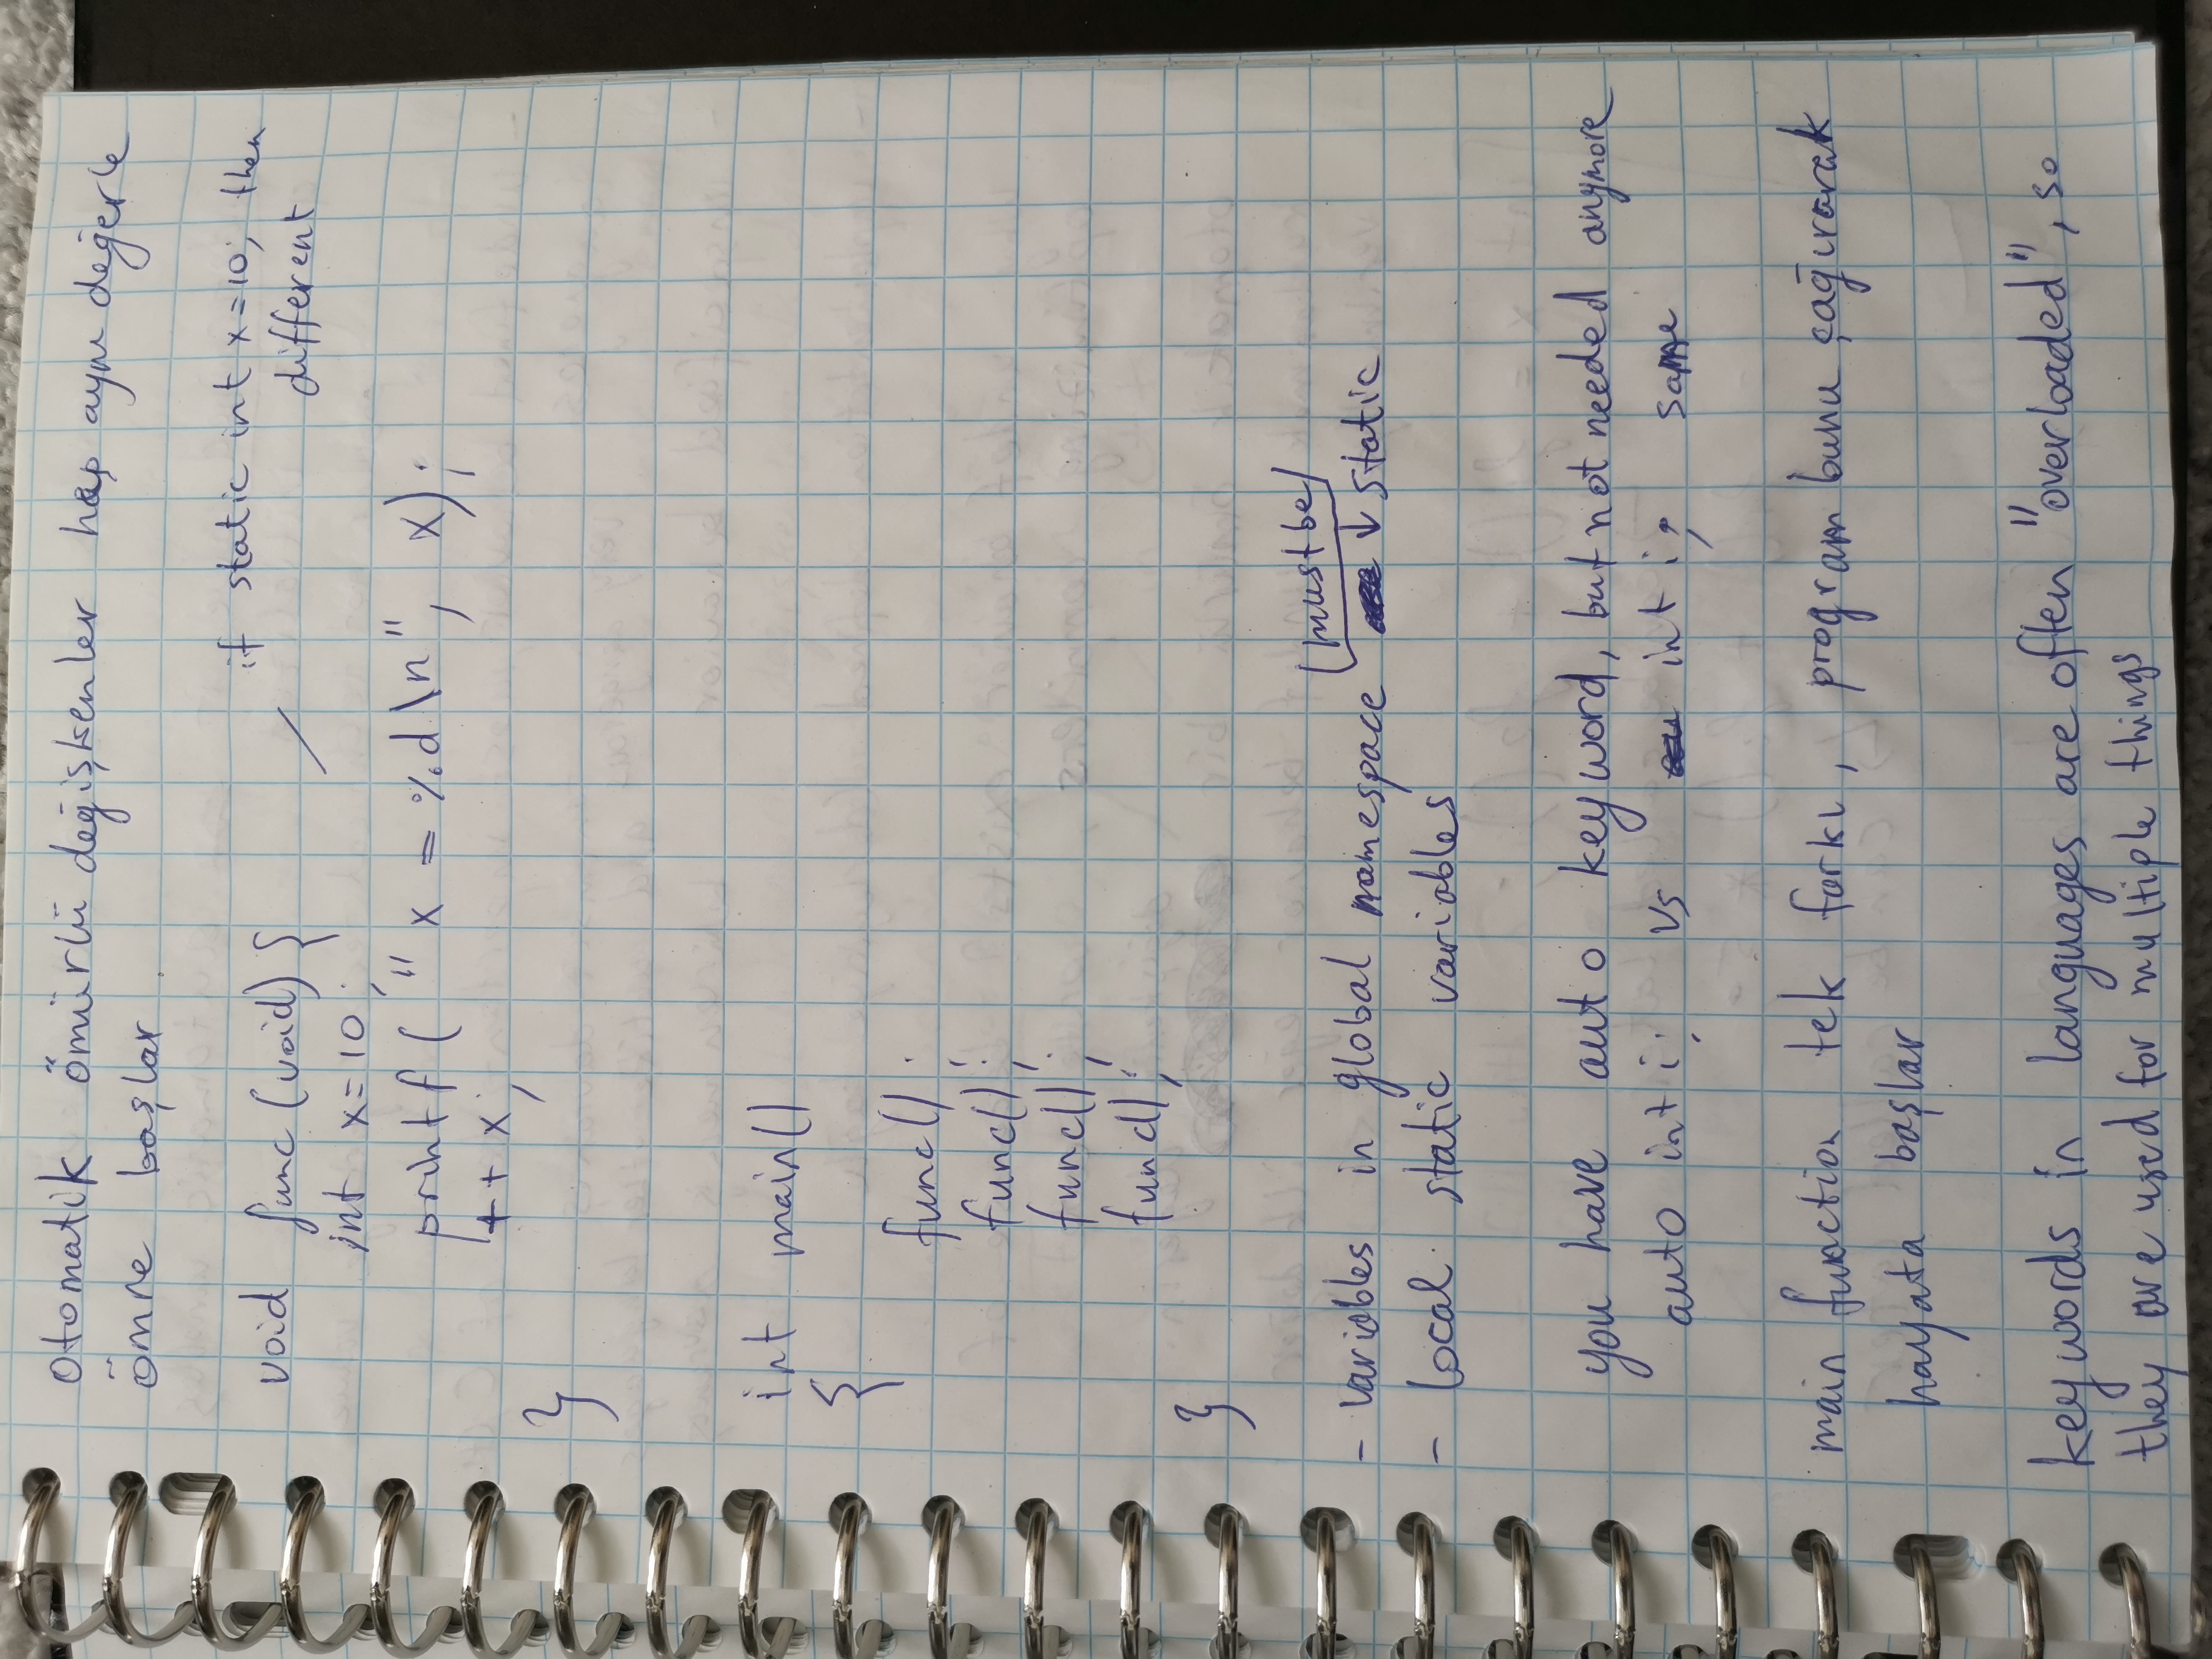 otomatik ömürlü değişkenler hep aynı değerle
ömre başlar.
if static int x=10; then
different
void func (void) {
int x=10;
printf ( " x = %d \n", x);
++x;
}
int main()
{
func();
func();
func();
func();
}
(must be)
- variables in global namespace ↓ static
- local static variables
you have auto keyword, but not needed anymore
auto int i; vs int i; same
main function tek farkı, program bunu çağırarak
hayata başlar
keywords in languages are often "overloaded", so
they are used for multiple things